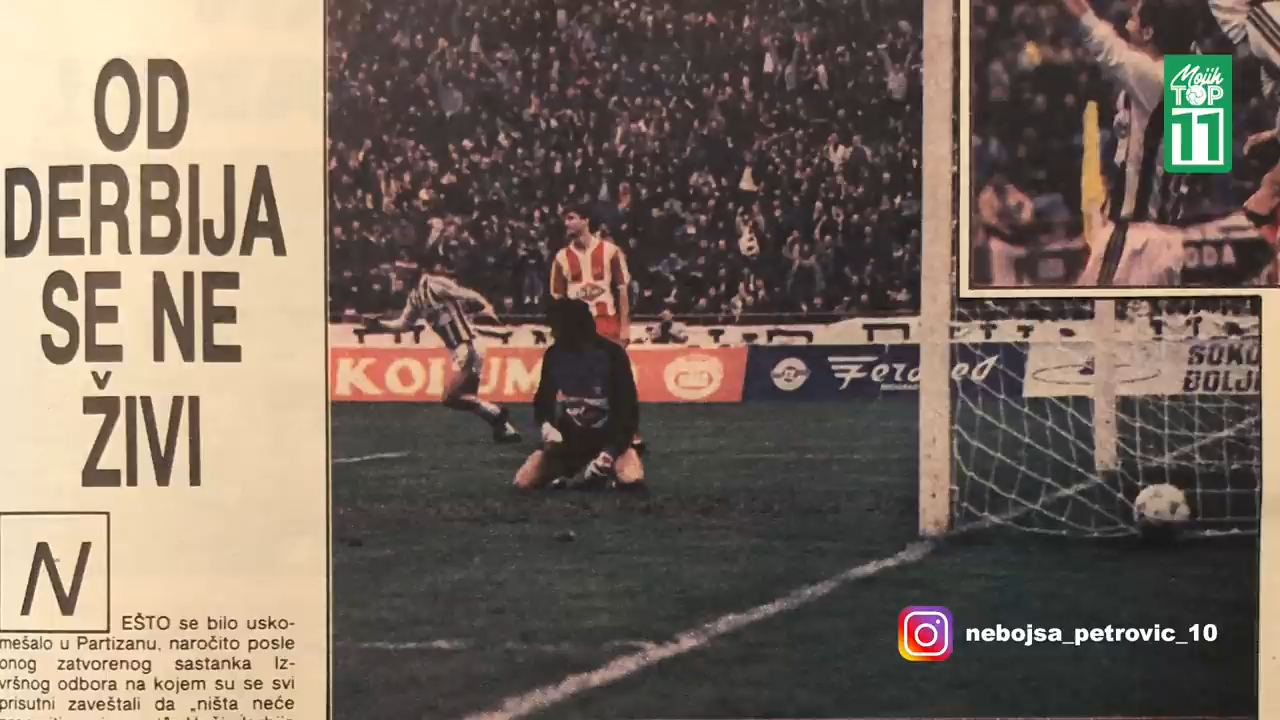 OD
DERBIJA
SE NE
ŽIVI
N
EŠTO se bilo usko-
mešalo u Partizanu, naročito posle
onog zatvorenog sastanka Iz-
vršnog odbora na kojem su se svi
prisutni zaveštali da „ništa neće
Mojih
TOP
11
SOKO
BOLJI
nebojsa_petrovic_10